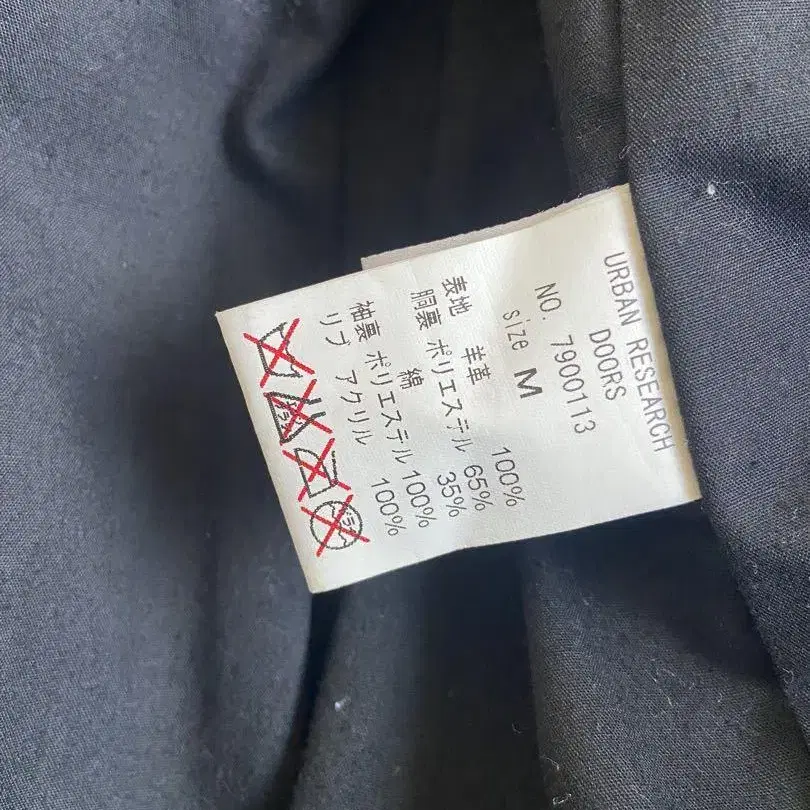 URBAN RESEARCH
DOORS
NO. 7900113
size M
表地 羊革 100%
胴裏 ポリエステル 65%
綿 35%
袖裏 ポリエステル 100%
リブ アクリル 100%